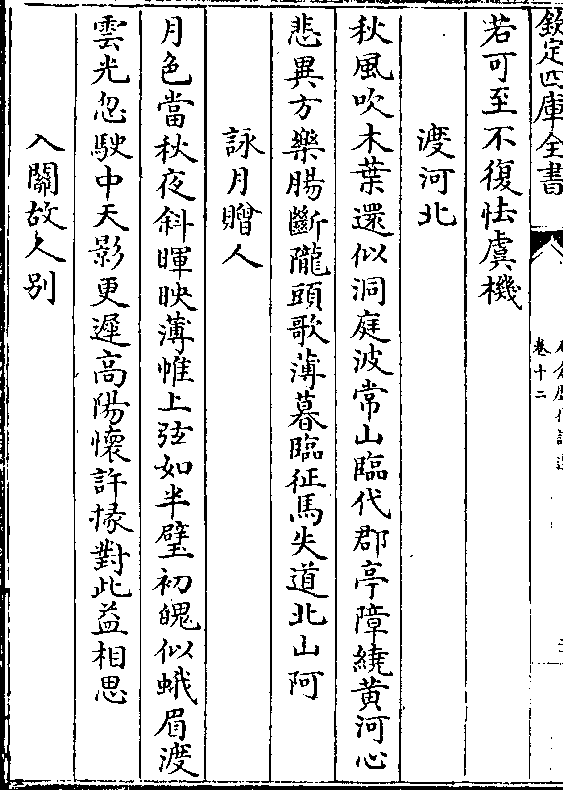 欽定四庫全書
卷十二
若可至不復怯虞機
渡河北
秋風吹木葉還似洞庭波常山臨代郡亭障繞黄河心
悲異方樂腸斷隴頭歌薄暮臨征馬失道北山阿
詠月贈人
月色當秋夜斜暉映薄帷上弦如半璧初魄似蛾眉渡
雲光忽駛中天影更遲高陽懷許掾對此益相思
入關故人別